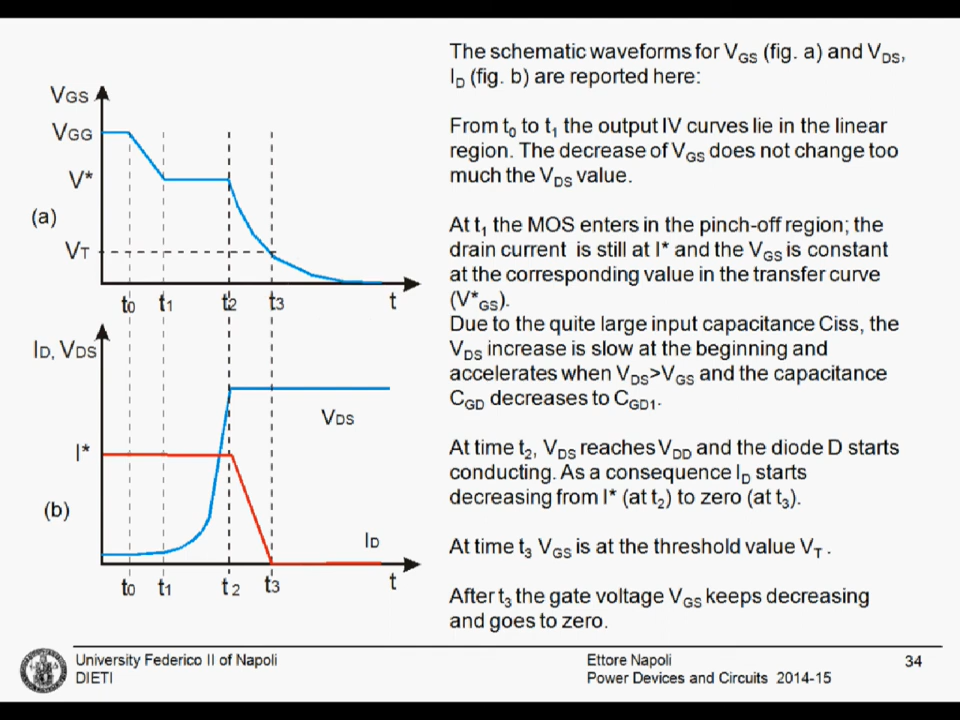 The schematic waveforms for VGS (fig. a) and VDS,
ID (fig. b) are reported here:
From t0 to t1 the output IV curves lie in the linear
region. The decrease of VGS does not change too
much the VDS value.
At t1 the MOS enters in the pinch-off region; the
drain current is still at I* and the VGS is constant
at the corresponding value in the transfer curve
(V*GS).
Due to the quite large input capacitance Ciss, the
VDS increase is slow at the beginning and
accelerates when VDS>VGS and the capacitance
CGD decreases to CGD1.
At time t2, VDS reaches VDD and the diode D starts
conducting. As a consequence ID starts
decreasing from I* (at t2) to zero (at t3).
At time t3 VGS is at the threshold value VT .
After t3 the gate voltage VGS keeps decreasing
and goes to zero.
VGS
VGG
V*
(a)
VT
t0 t1 t2 t3 t
ID, VDS
VDS
I*
(b)
ID
t0 t1 t2 t3 t
University Federico II of Napoli
DIETI
Ettore Napoli
Power Devices and Circuits 2014-15
34